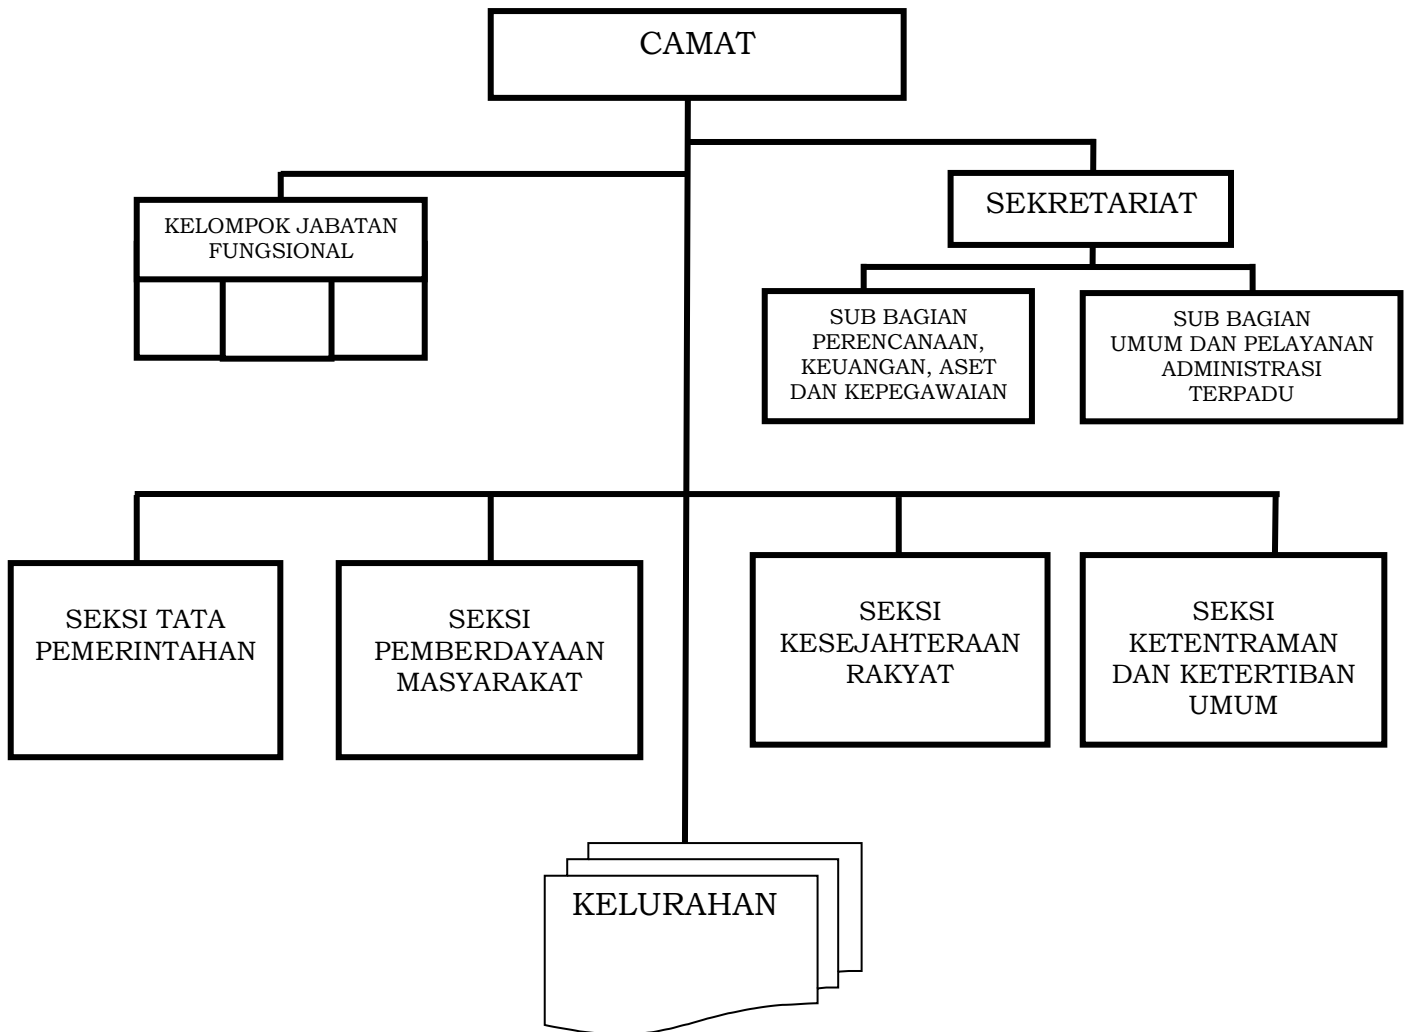 CAMAT
KELOMPOK JABATAN
FUNGSIONAL
SEKRETARIAT
SUB BAGIAN
PERENCANAAN,
KEUANGAN, ASET
DAN KEPEGAWAIAN
SUB BAGIAN
UMUM DAN PELAYANAN
ADMINISTRASI
TERPADU
SEKSI TATA
PEMERINTAHAN
SEKSI
PEMBERDAYAAN
MASYARAKAT
SEKSI
KESEJAHTERAAN
RAKYAT
SEKSI
KETENTRAMAN
DAN KETERTIBAN
UMUM
KELURAHAN